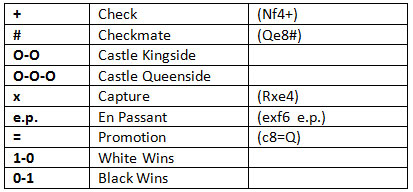 + Check (Nf4+)
# Checkmate (Qe8#)
O-O Castle Kingside
O-O-O Castle Queenside
x Capture (Rxe4)
e.p. En Passant (exf6 e.p.)
= Promotion (c8=Q)
1-0 White Wins
0-1 Black Wins